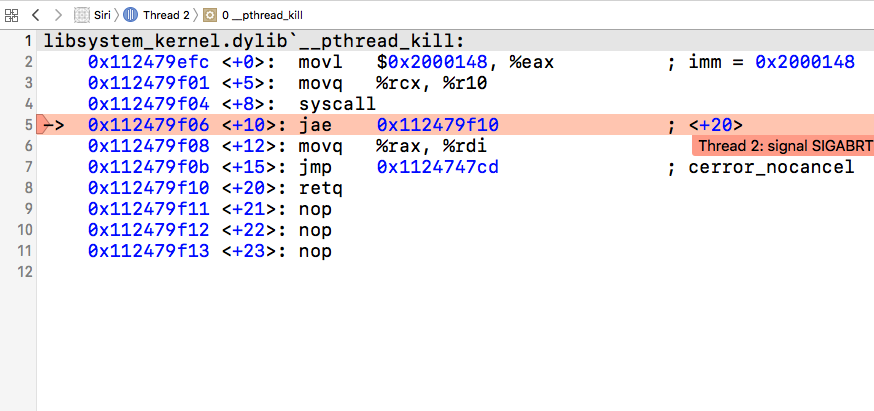 Siri Thread 2 0 __pthread_kill
1 libsystem_kernel.dylib`__pthread_kill:
2 0x112479efc <+0>: movl $0x2000148, %eax ; imm = 0x2000148
3 0x112479f01 <+5>: movq %rcx, %r10
4 0x112479f04 <+8>: syscall
5 -> 0x112479f06 <+10>: jae 0x112479f10 ; <+20>
Thread 2: signal SIGABRT
6 0x112479f08 <+12>: movq %rax, %rdi
7 0x112479f0b <+15>: jmp 0x1124747cd ; cerror_nocancel
8 0x112479f10 <+20>: retq
9 0x112479f11 <+21>: nop
10 0x112479f12 <+22>: nop
11 0x112479f13 <+23>: nop
12